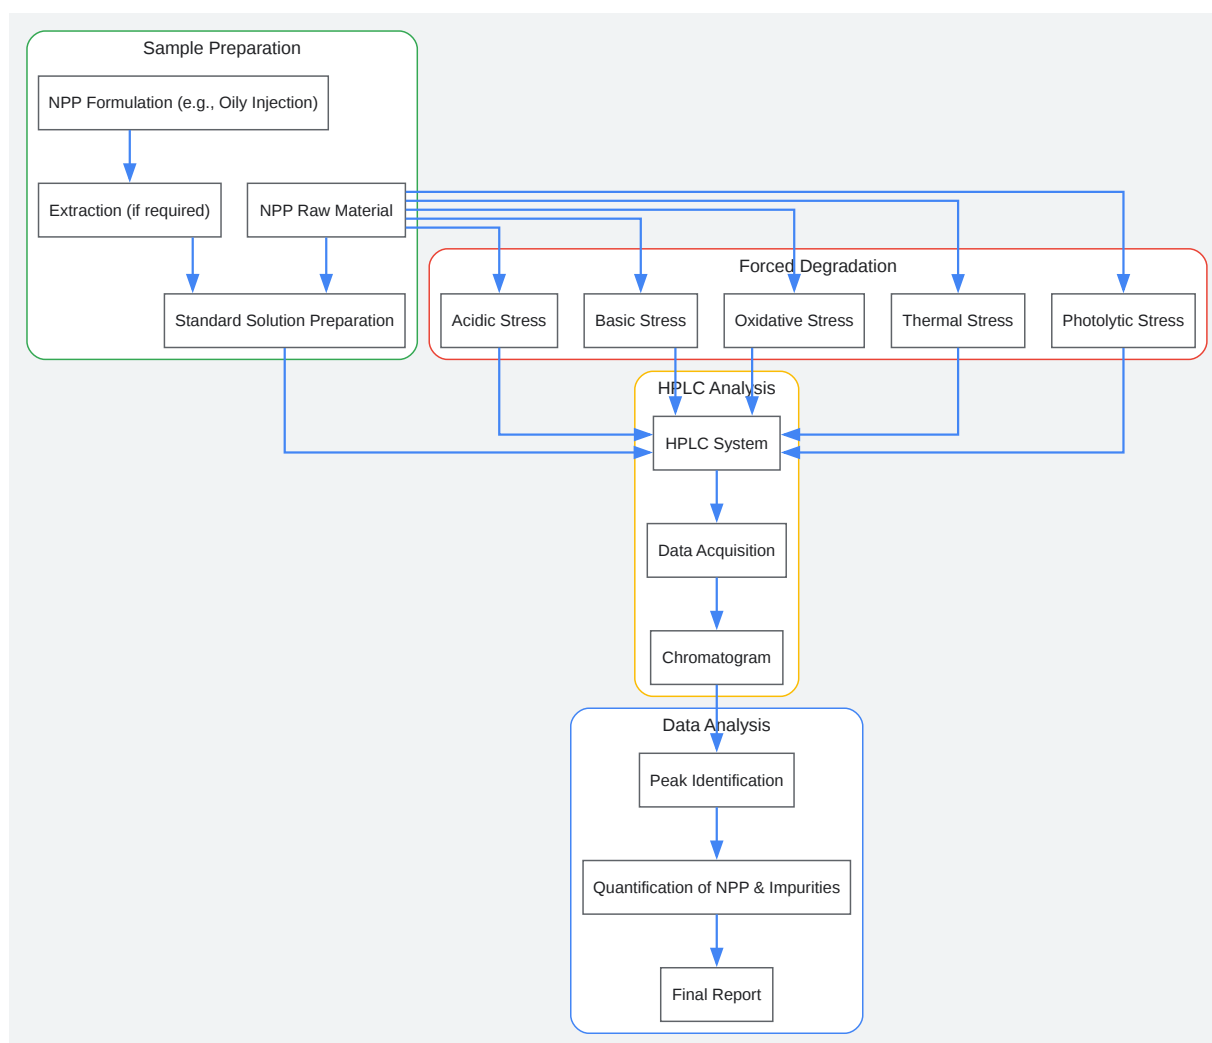 Sample Preparation
NPP Formulation (e.g., Oily Injection)
Extraction (if required)
NPP Raw Material
Standard Solution Preparation
Forced Degradation
Acidic Stress
Basic Stress
Oxidative Stress
Thermal Stress
Photolytic Stress
HPLC Analysis
HPLC System
Data Acquisition
Chromatogram
Data Analysis
Peak Identification
Quantification of NPP & Impurities
Final Report